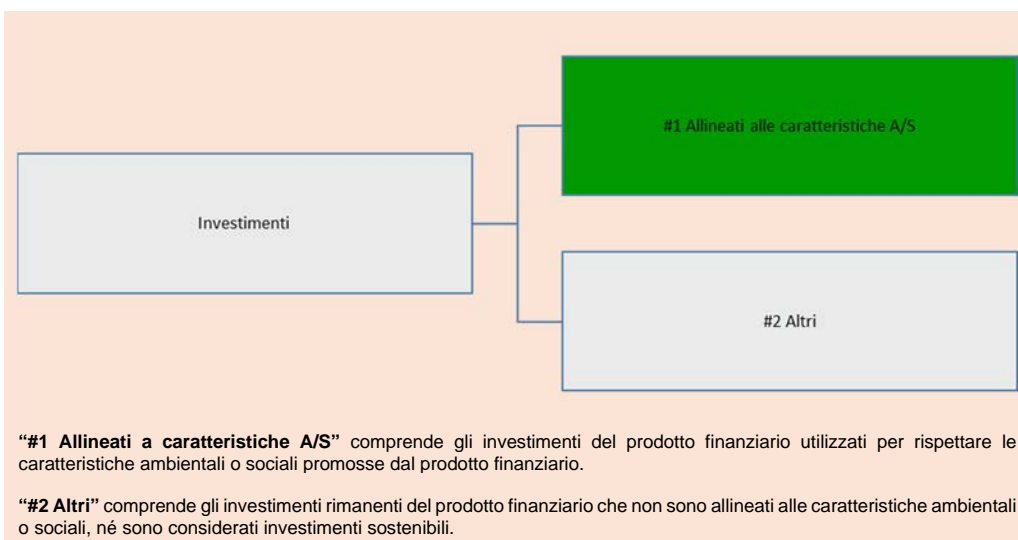 #1 Allineati alle caratteristiche A/S
Investimenti
#2 Altri
“#1 Allineati a caratteristiche A/S” comprende gli investimenti del prodotto finanziario utilizzati per rispettare le
caratteristiche ambientali o sociali promosse dal prodotto finanziario.
“#2 Altri” comprende gli investimenti rimanenti del prodotto finanziario che non sono allineati alle caratteristiche ambientali
o sociali, né sono considerati investimenti sostenibili.